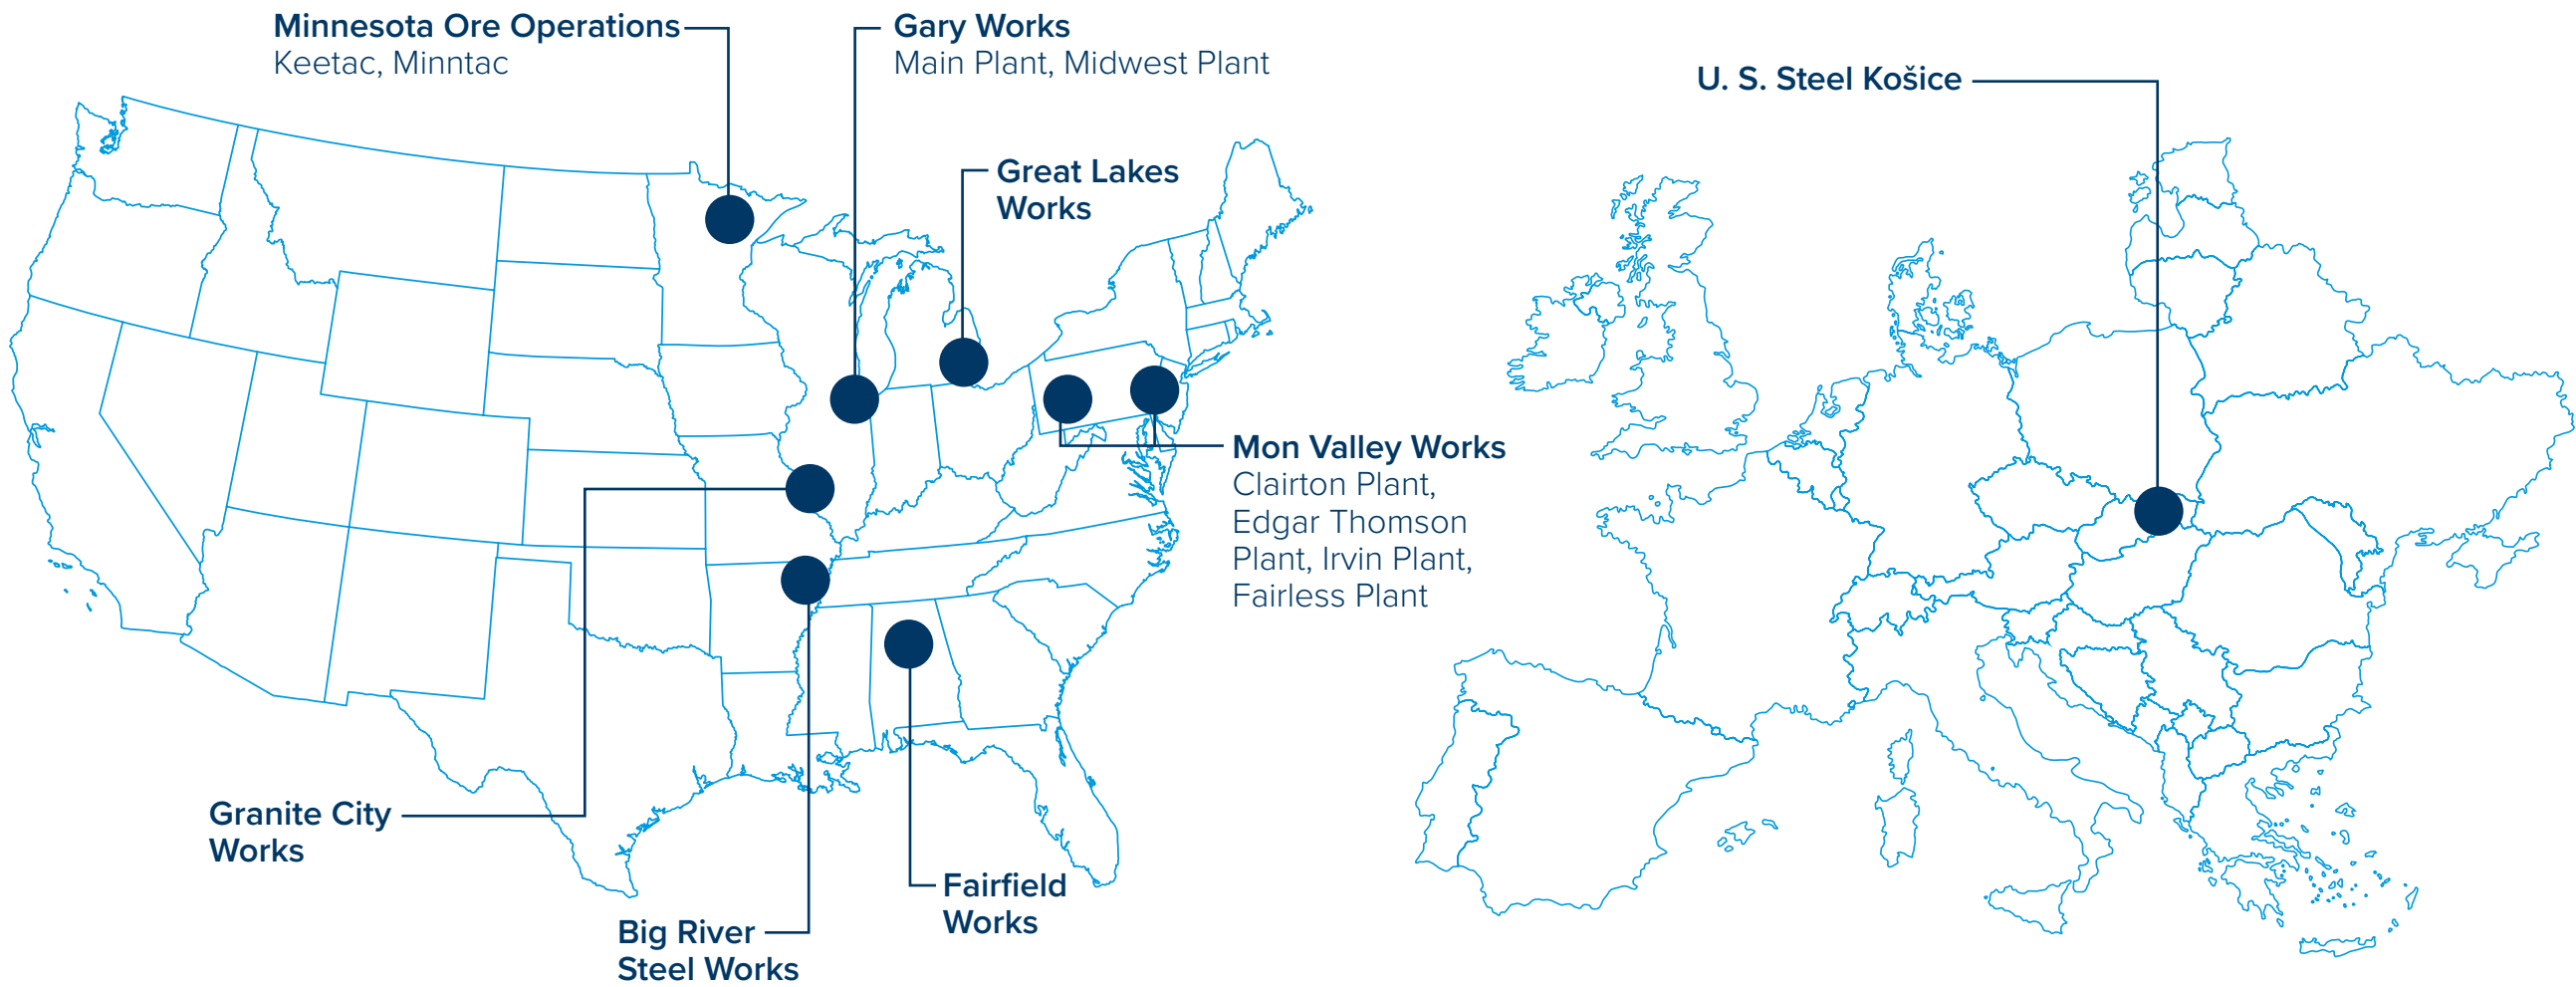 Minnesota Ore Operations
Keetac, Minntac
Gary Works
Main Plant, Midwest Plant
U. S. Steel Košice
Great Lakes
Works
Mon Valley Works
Clairton Plant,
Edgar Thomson
Plant, Irvin Plant,
Fairless Plant
Granite City
Works
Fairfield
Works
Big River
Steel Works